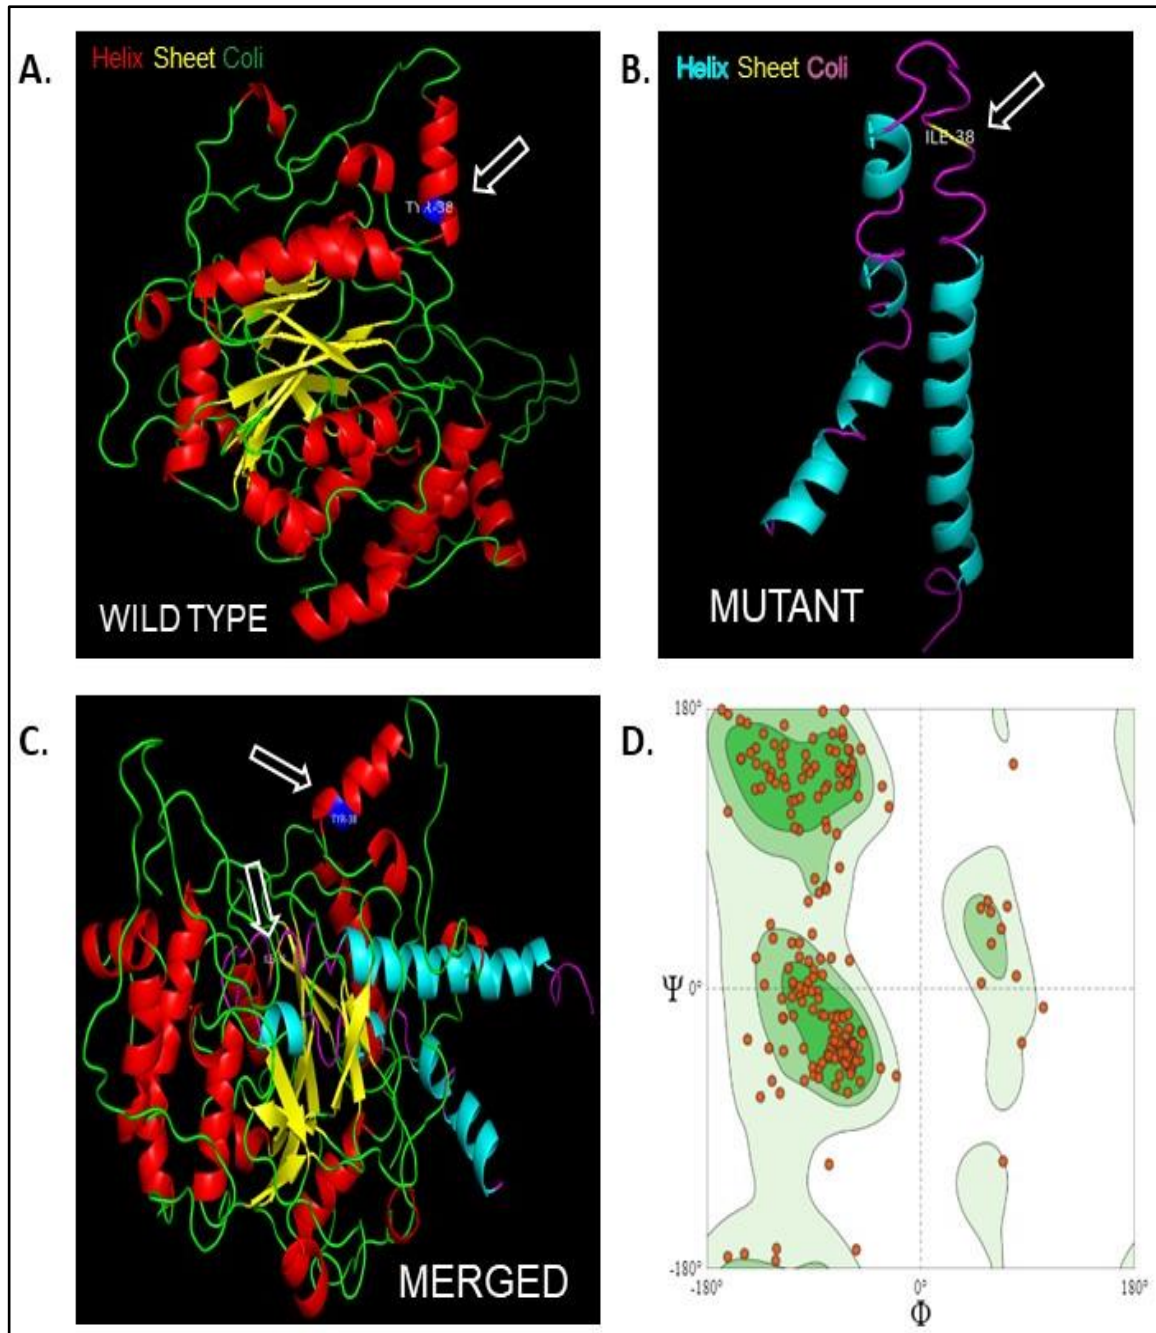 A.
Helix Sheet Coli
TYR-38
WILD TYPE
B.
Helix Sheet Coli
ILE-38
MUTANT
C.
TYR-38
MERGED
D.
180°
Ψ 0°
-180°
-180° 0° 180°
Φ